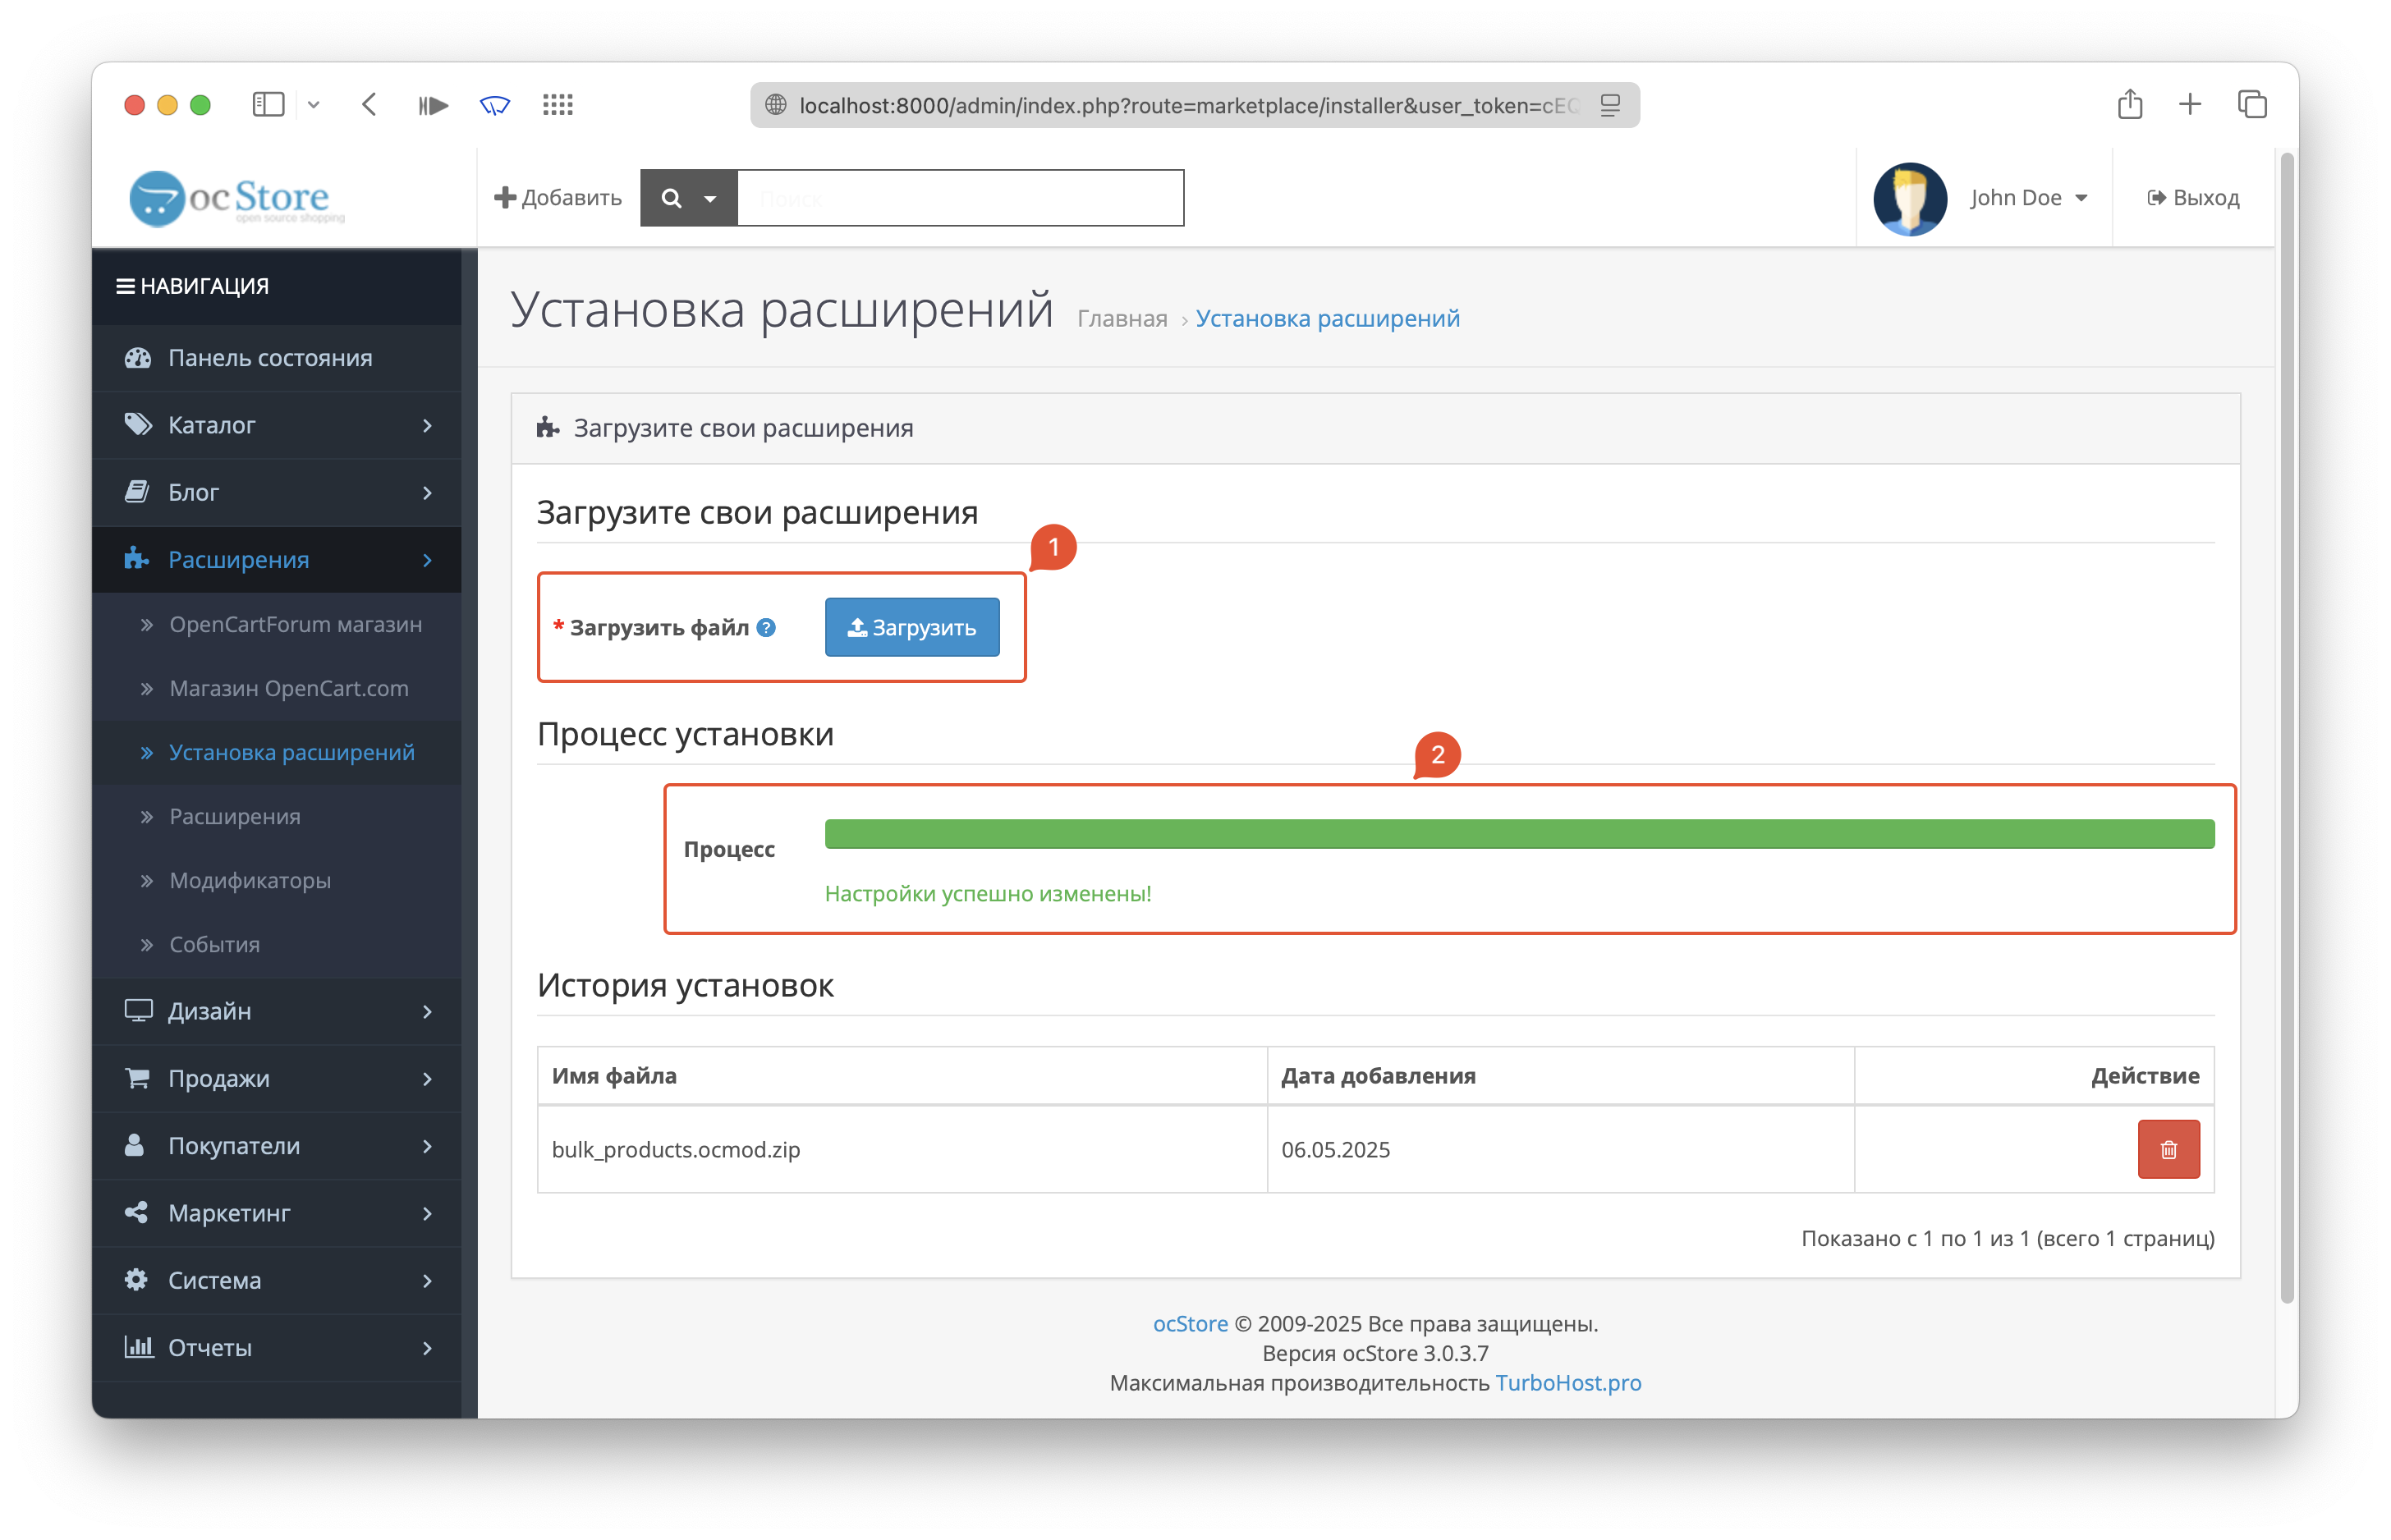 localhost:8000/admin/index.php?route=marketplace/installer&user_token=cEC
oc Store
open source shopping
Добавить
Поиск
John Doe
Выход
НАВИГАЦИЯ
Панель состояния
Каталог
Блог
Расширения
OpenCartForum магазин
Магазин OpenCart.com
Установка расширений
Расширения
Модификаторы
События
Дизайн
Продажи
Покупатели
Маркетинг
Система
Отчеты
Установка расширений
Главная › Установка расширений
Загрузите свои расширения
Загрузите свои расширения
1
* Загрузить файл ? Загрузить
Процесс установки
2
Процесс
Настройки успешно изменены!
История установок
Имя файла Дата добавления Действие
bulk_products.ocmod.zip 06.05.2025
Показано с 1 по 1 из 1 (всего 1 страниц)
ocStore © 2009-2025 Все права защищены.
Версия ocStore 3.0.3.7
Максимальная производительность TurboHost.pro